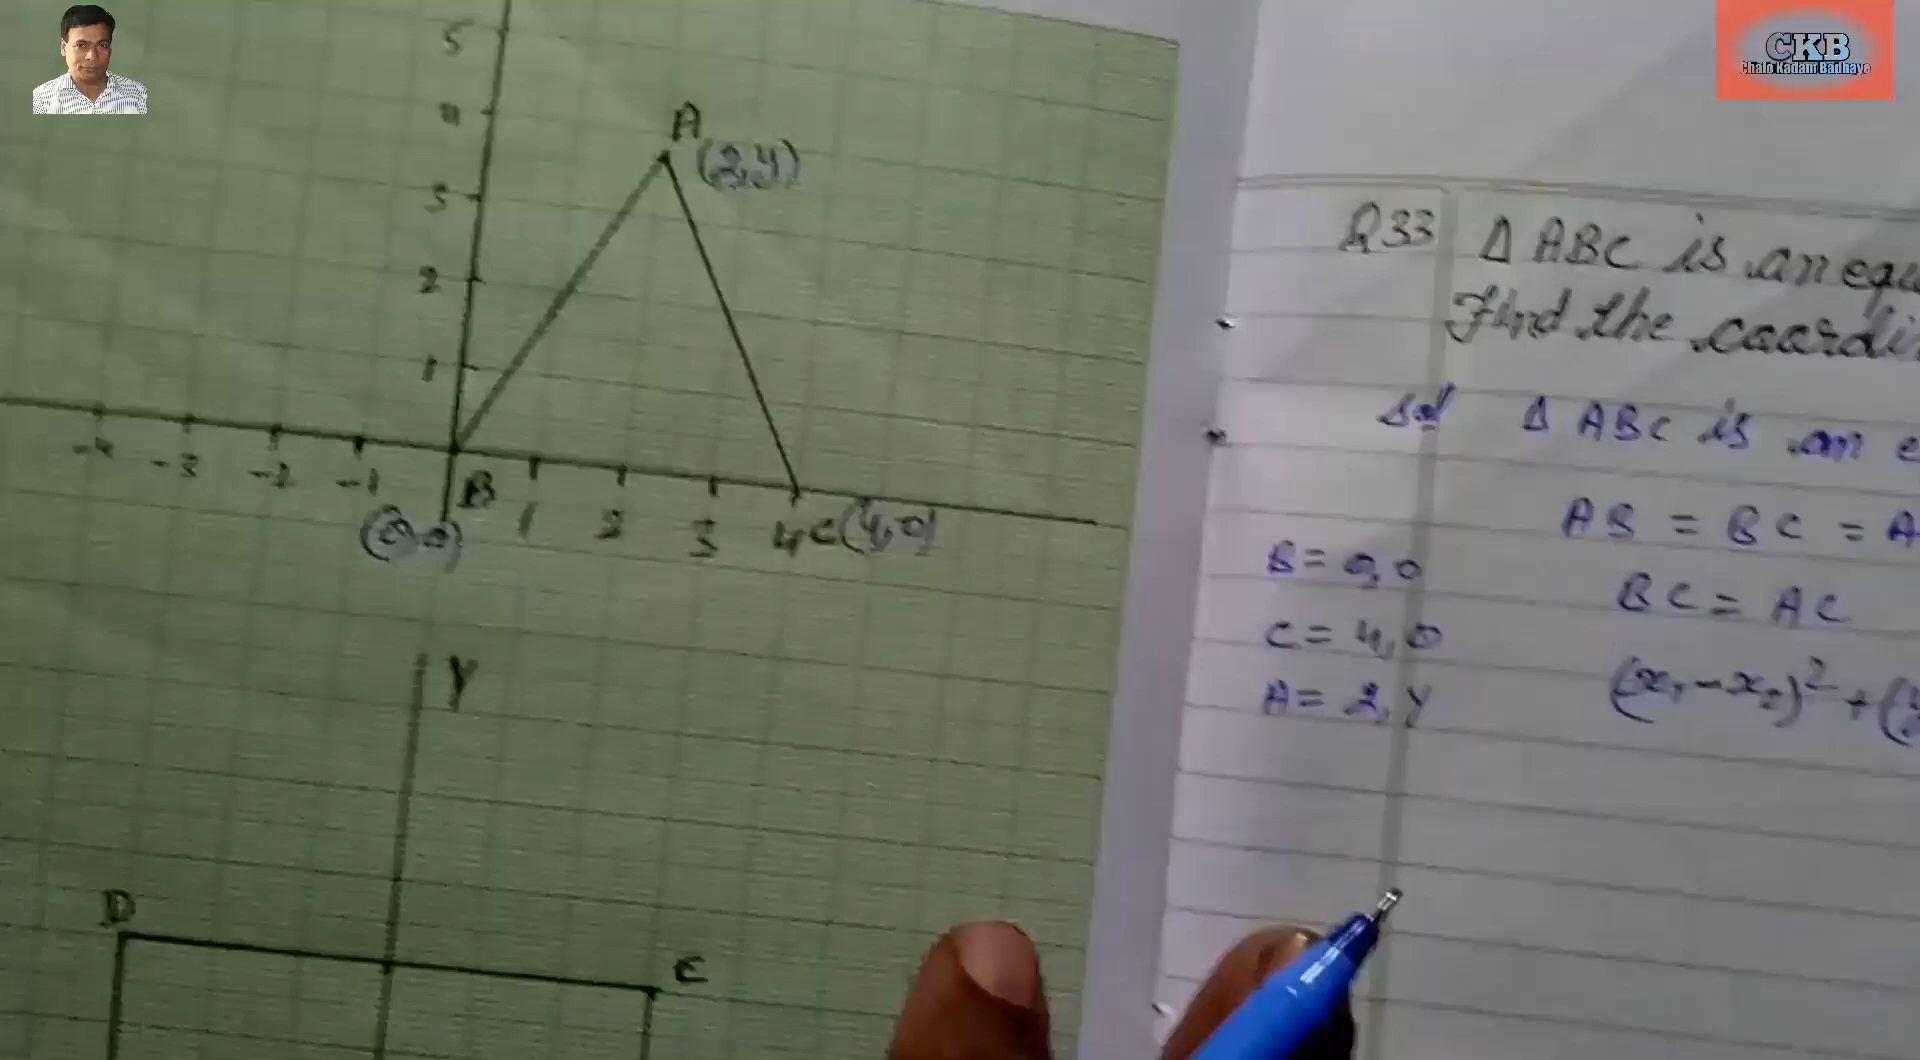 CKB
Chalo Kadam Badhaye
5
4
3
2
1
A
(2,y)
-4 -3 -2 -1
B
(0,0)
1 2 3 4 C(4,0)
Y
D
C
Q33 Δ ABC is an equ
Find the coordi
Sol Δ ABC is an e
AB = BC = A
B = 0,0
BC = AC
C = 4,0
A = 2,y
(x₁-x₂)² + (